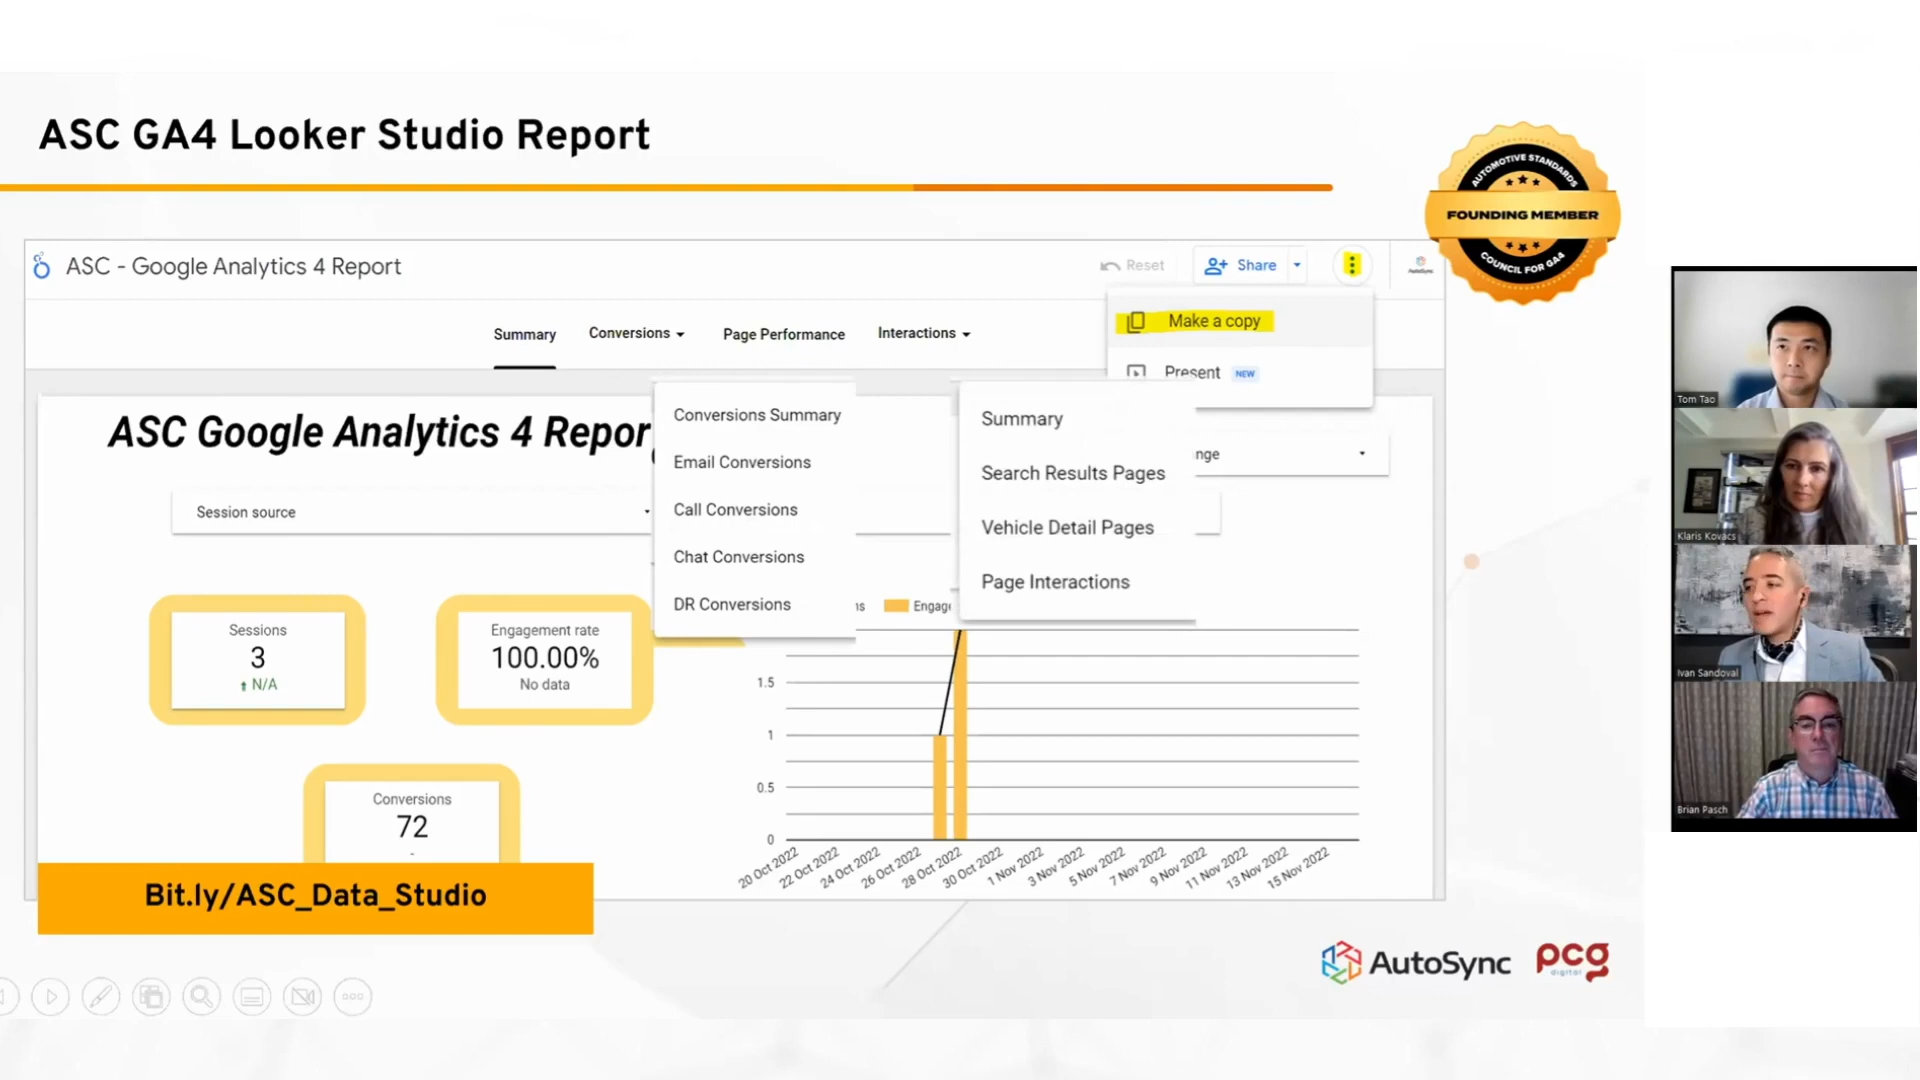 ASC GA4 Looker Studio Report
AUTOMOTIVE STANDARDS
FOUNDING MEMBER
COUNCIL FOR GA4
ASC - Google Analytics 4 Report
Reset
Share
AutoSync
Make a copy
Present NEW
Summary
Conversions
Page Performance
Interactions
ASC Google Analytics 4 Repor
Conversions Summary
Email Conversions
Call Conversions
Chat Conversions
DR Conversions
Summary
Search Results Pages
Vehicle Detail Pages
Page Interactions
nge
Session source
Sessions
3
N/A
Engagement rate
100.00%
No data
Conversions
72
-
ns
Engag
1.5
1
0.5
0
20 Oct 2022
22 Oct 2022
24 Oct 2022
26 Oct 2022
28 Oct 2022
30 Oct 2022
1 Nov 2022
3 Nov 2022
5 Nov 2022
7 Nov 2022
9 Nov 2022
11 Nov 2022
13 Nov 2022
15 Nov 2022
Bit.ly/ASC_Data_Studio
AutoSync
pcg
digital
Tom Tao
Klaris Kovacs
Ivan Sandoval
Brian Pasch